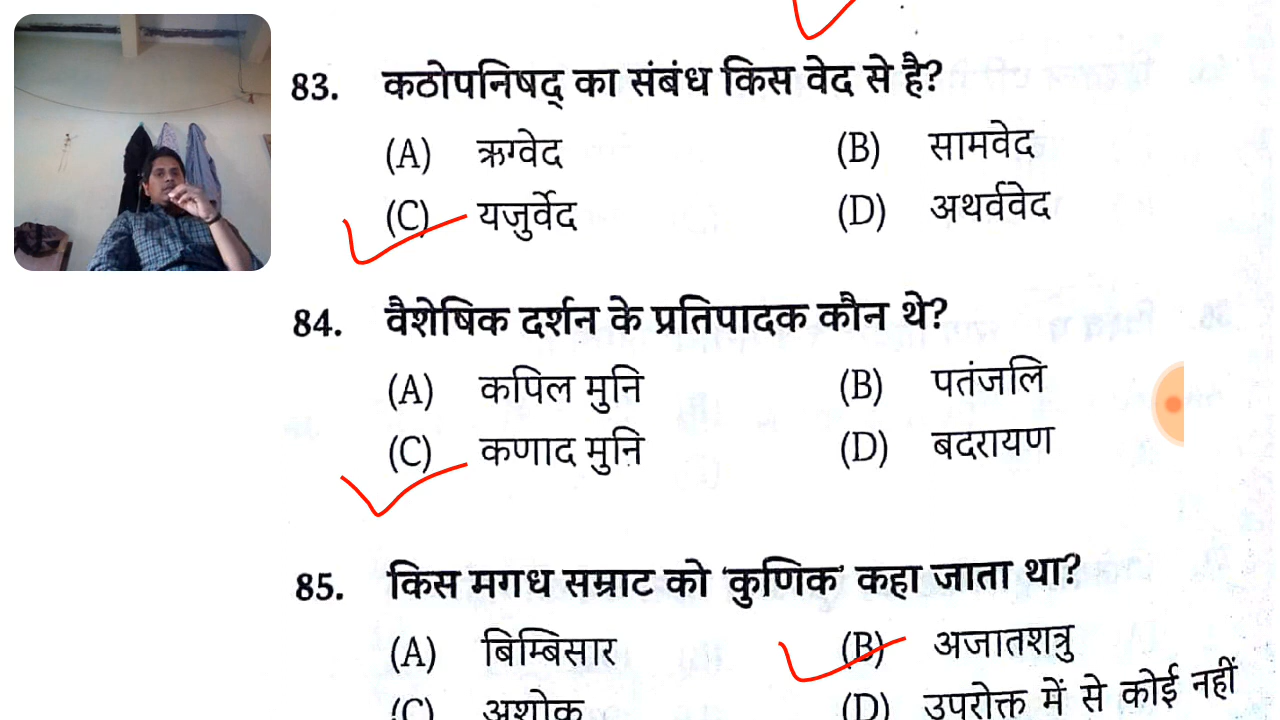 83. कठोपनिषद् का संबंध किस वेद से है?
(A) ऋग्वेद (B) सामवेद
(C) यजुर्वेद (D) अथर्ववेद
84. वैशेषिक दर्शन के प्रतिपादक कौन थे?
(A) कपिल मुनि (B) पतंजलि
(C) कणाद मुनि (D) बदरायण
85. किस मगध सम्राट को 'कुणिक' कहा जाता था?
(A) बिम्बिसार (B) अजातशत्रु
(C) अशोक (D) उपरोक्त में से कोई नहीं